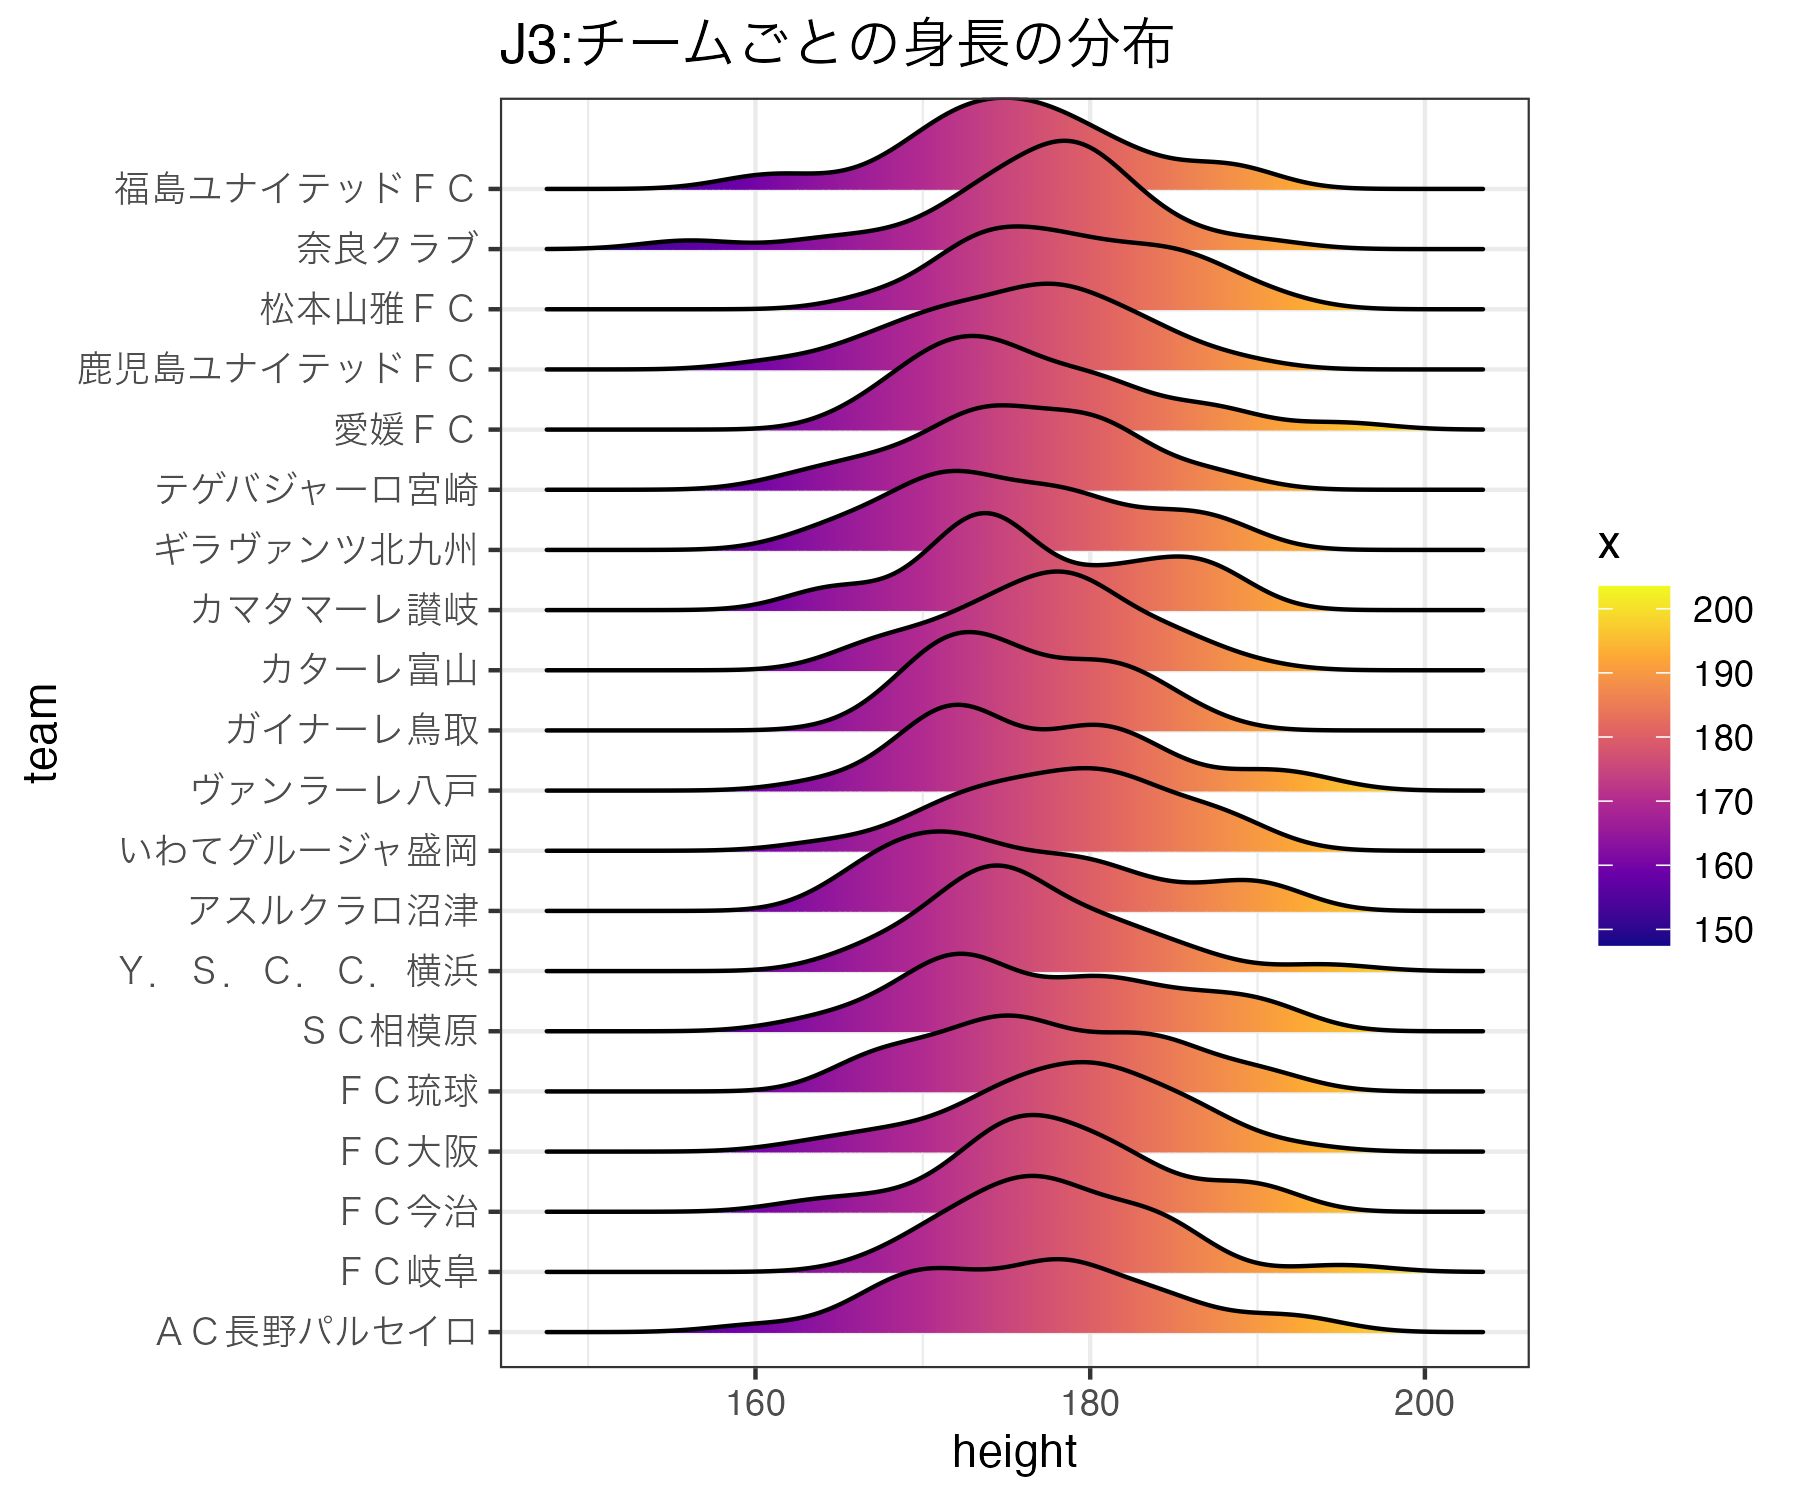 J3:チームごとの身長の分布
福島ユナイテッドＦＣ
奈良クラブ
松本山雅ＦＣ
鹿児島ユナイテッドＦＣ
愛媛ＦＣ
テゲバジャーロ宮崎
ギラヴァンツ北九州
カマタマーレ讃岐
カターレ富山
ガイナーレ鳥取
ヴァンラーレ八戸
いわてグルージャ盛岡
アスルクラロ沼津
Ｙ．Ｓ．Ｃ．Ｃ．横浜
ＳＣ相模原
ＦＣ琉球
ＦＣ大阪
ＦＣ今治
ＦＣ岐阜
ＡＣ長野パルセイロ
team
160 180 200
height
x
200
190
180
170
160
150